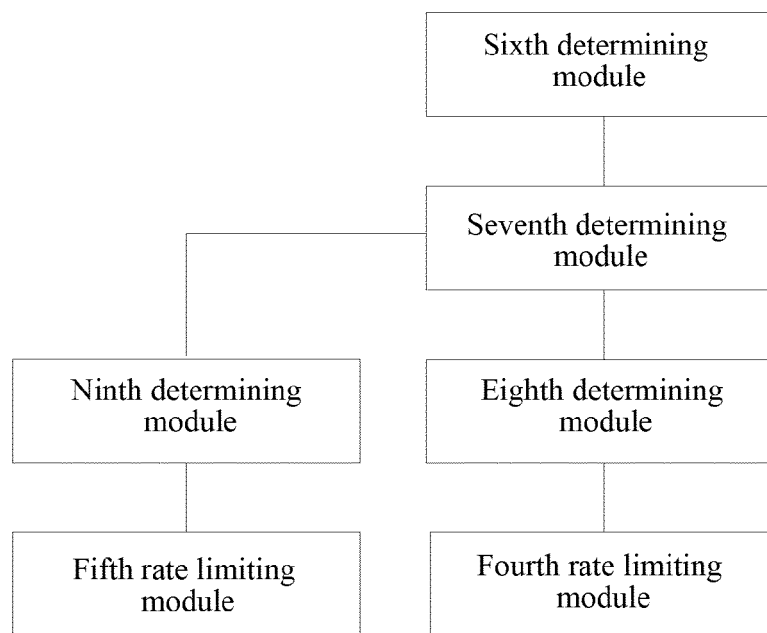 Sixth determining
module
Seventh determining
module
Ninth determining
module
Eighth determining
module
Fifth rate limiting
module
Fourth rate limiting
module